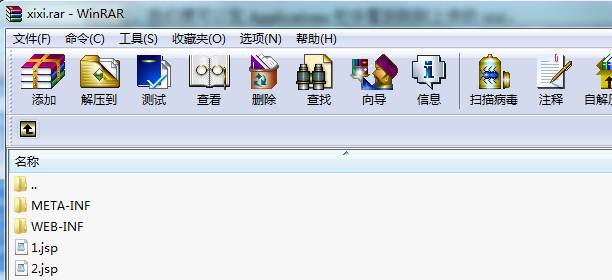 xixi.rar - WinRAR
文件(F) 命令(C) 工具(S) 收藏夹(O) 选项(N) 帮助(H)
添加 解压到 测试 查看 删除 查找 向导 信息 扫描病毒 注释 自解压
名称
..
META-INF
WEB-INF
1.jsp
2.jsp